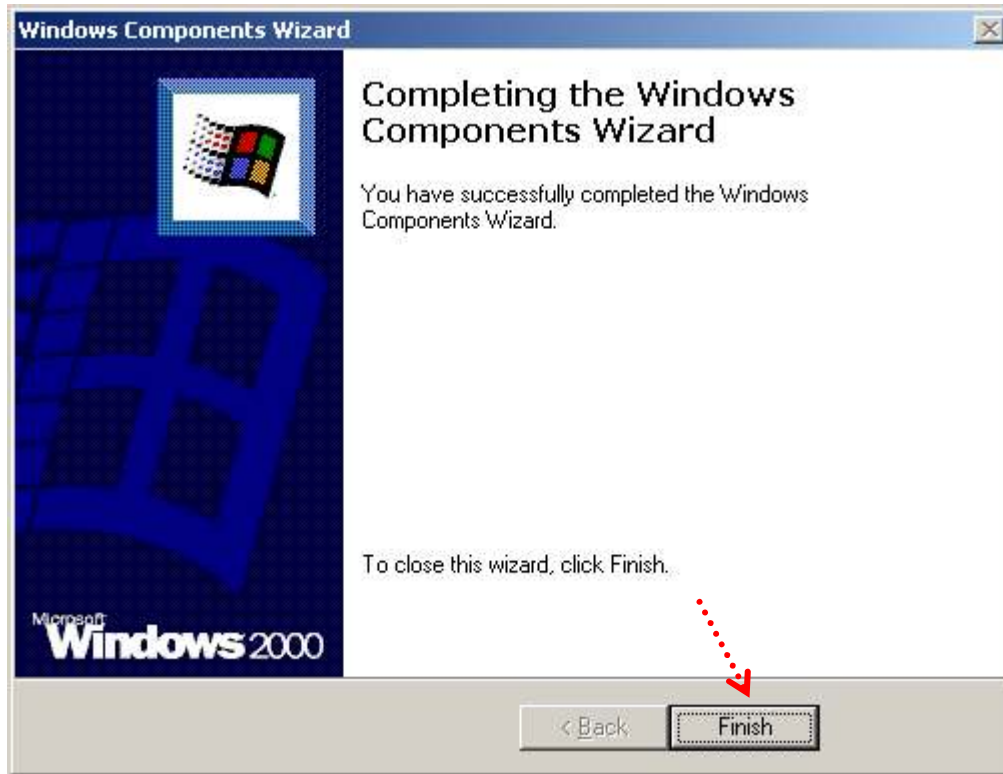 Windows Components Wizard
Completing the Windows
Components Wizard
You have successfully completed the Windows
Components Wizard.
To close this wizard, click Finish.
Microsoft
Windows 2000
< Back
Finish